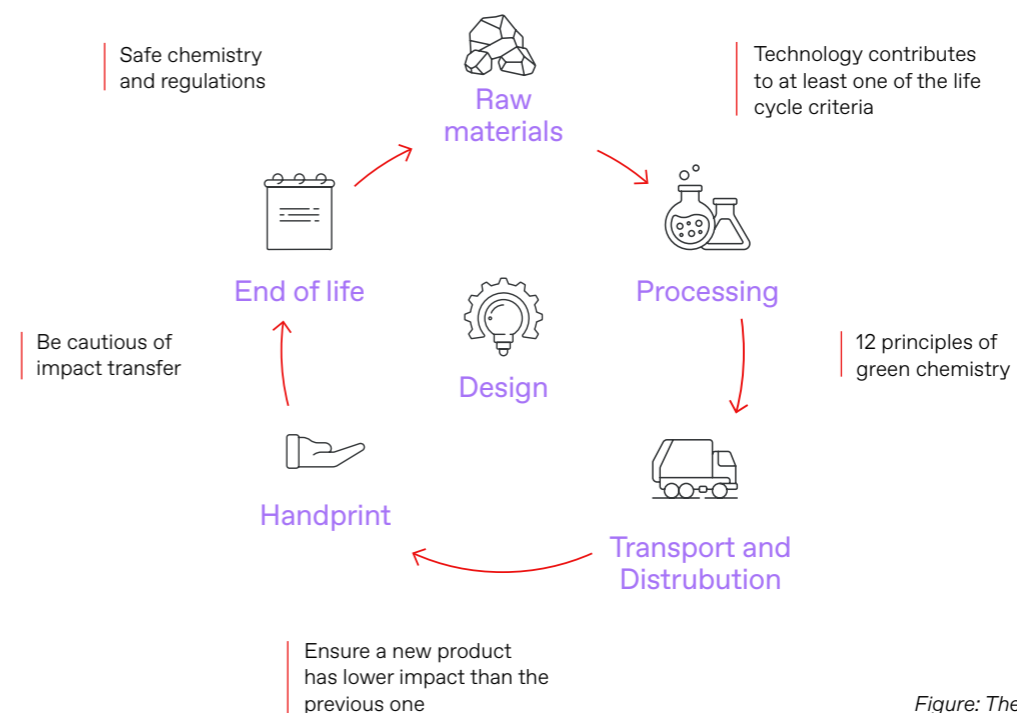 Safe chemistry
and regulations
Raw
materials
Technology contributes
to at least one of the life
cycle criteria
End of life
Processing
Design
Be cautious of
impact transfer
12 principles of
green chemistry
Handprint
Transport and
Distrubution
Ensure a new product
has lower impact than the
previous one
Figure: The